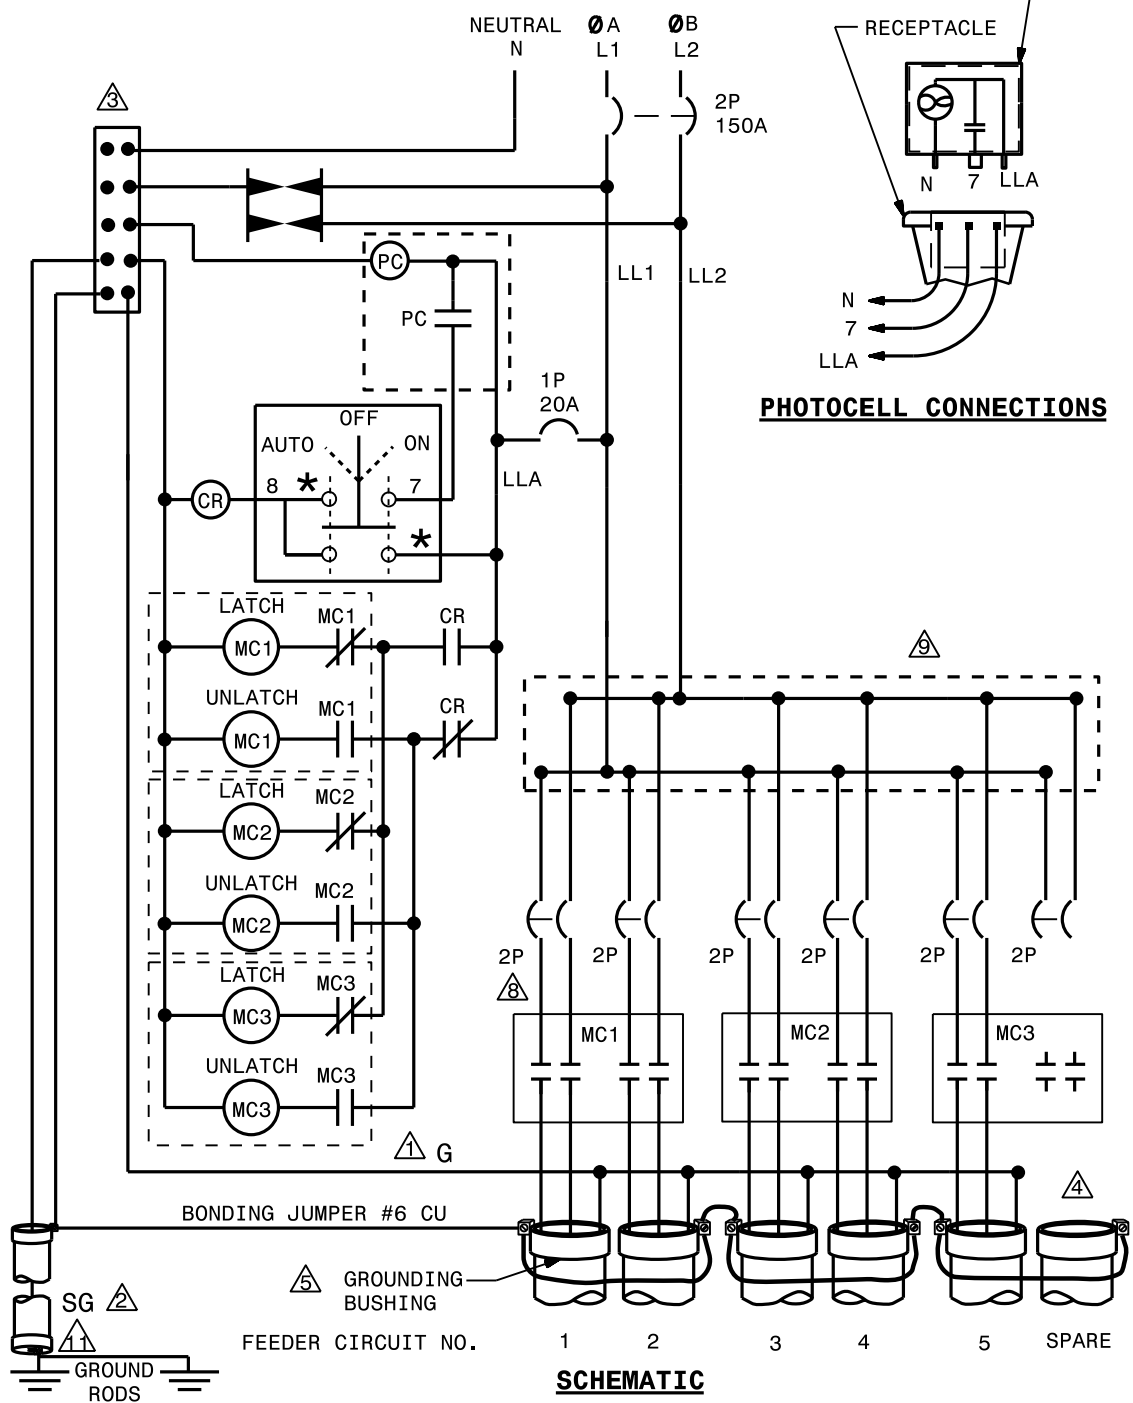 NEUTRAL
N
ØA
L1
ØB
L2
2P
150A
RECEPTACLE
N 7 LLA
N
7
LLA
PHOTOCELL CONNECTIONS
3
PC
PC
LL1
LL2
1P
20A
OFF
AUTO
ON
8
*
7
*
LLA
CR
LATCH
MC1
MC1
CR
UNLATCH
MC1
MC1
CR
LATCH
MC2
MC2
UNLATCH
MC2
MC2
LATCH
MC3
MC3
UNLATCH
MC3
MC3
9
2P
2P
2P
2P
2P
2P
8
MC1
MC2
MC3
1
G
4
BONDING JUMPER #6 CU
5
GROUNDING
BUSHING
SG
2
11
FEEDER CIRCUIT NO. 1 2 3 4 5 SPARE
GROUND
RODS
SCHEMATIC